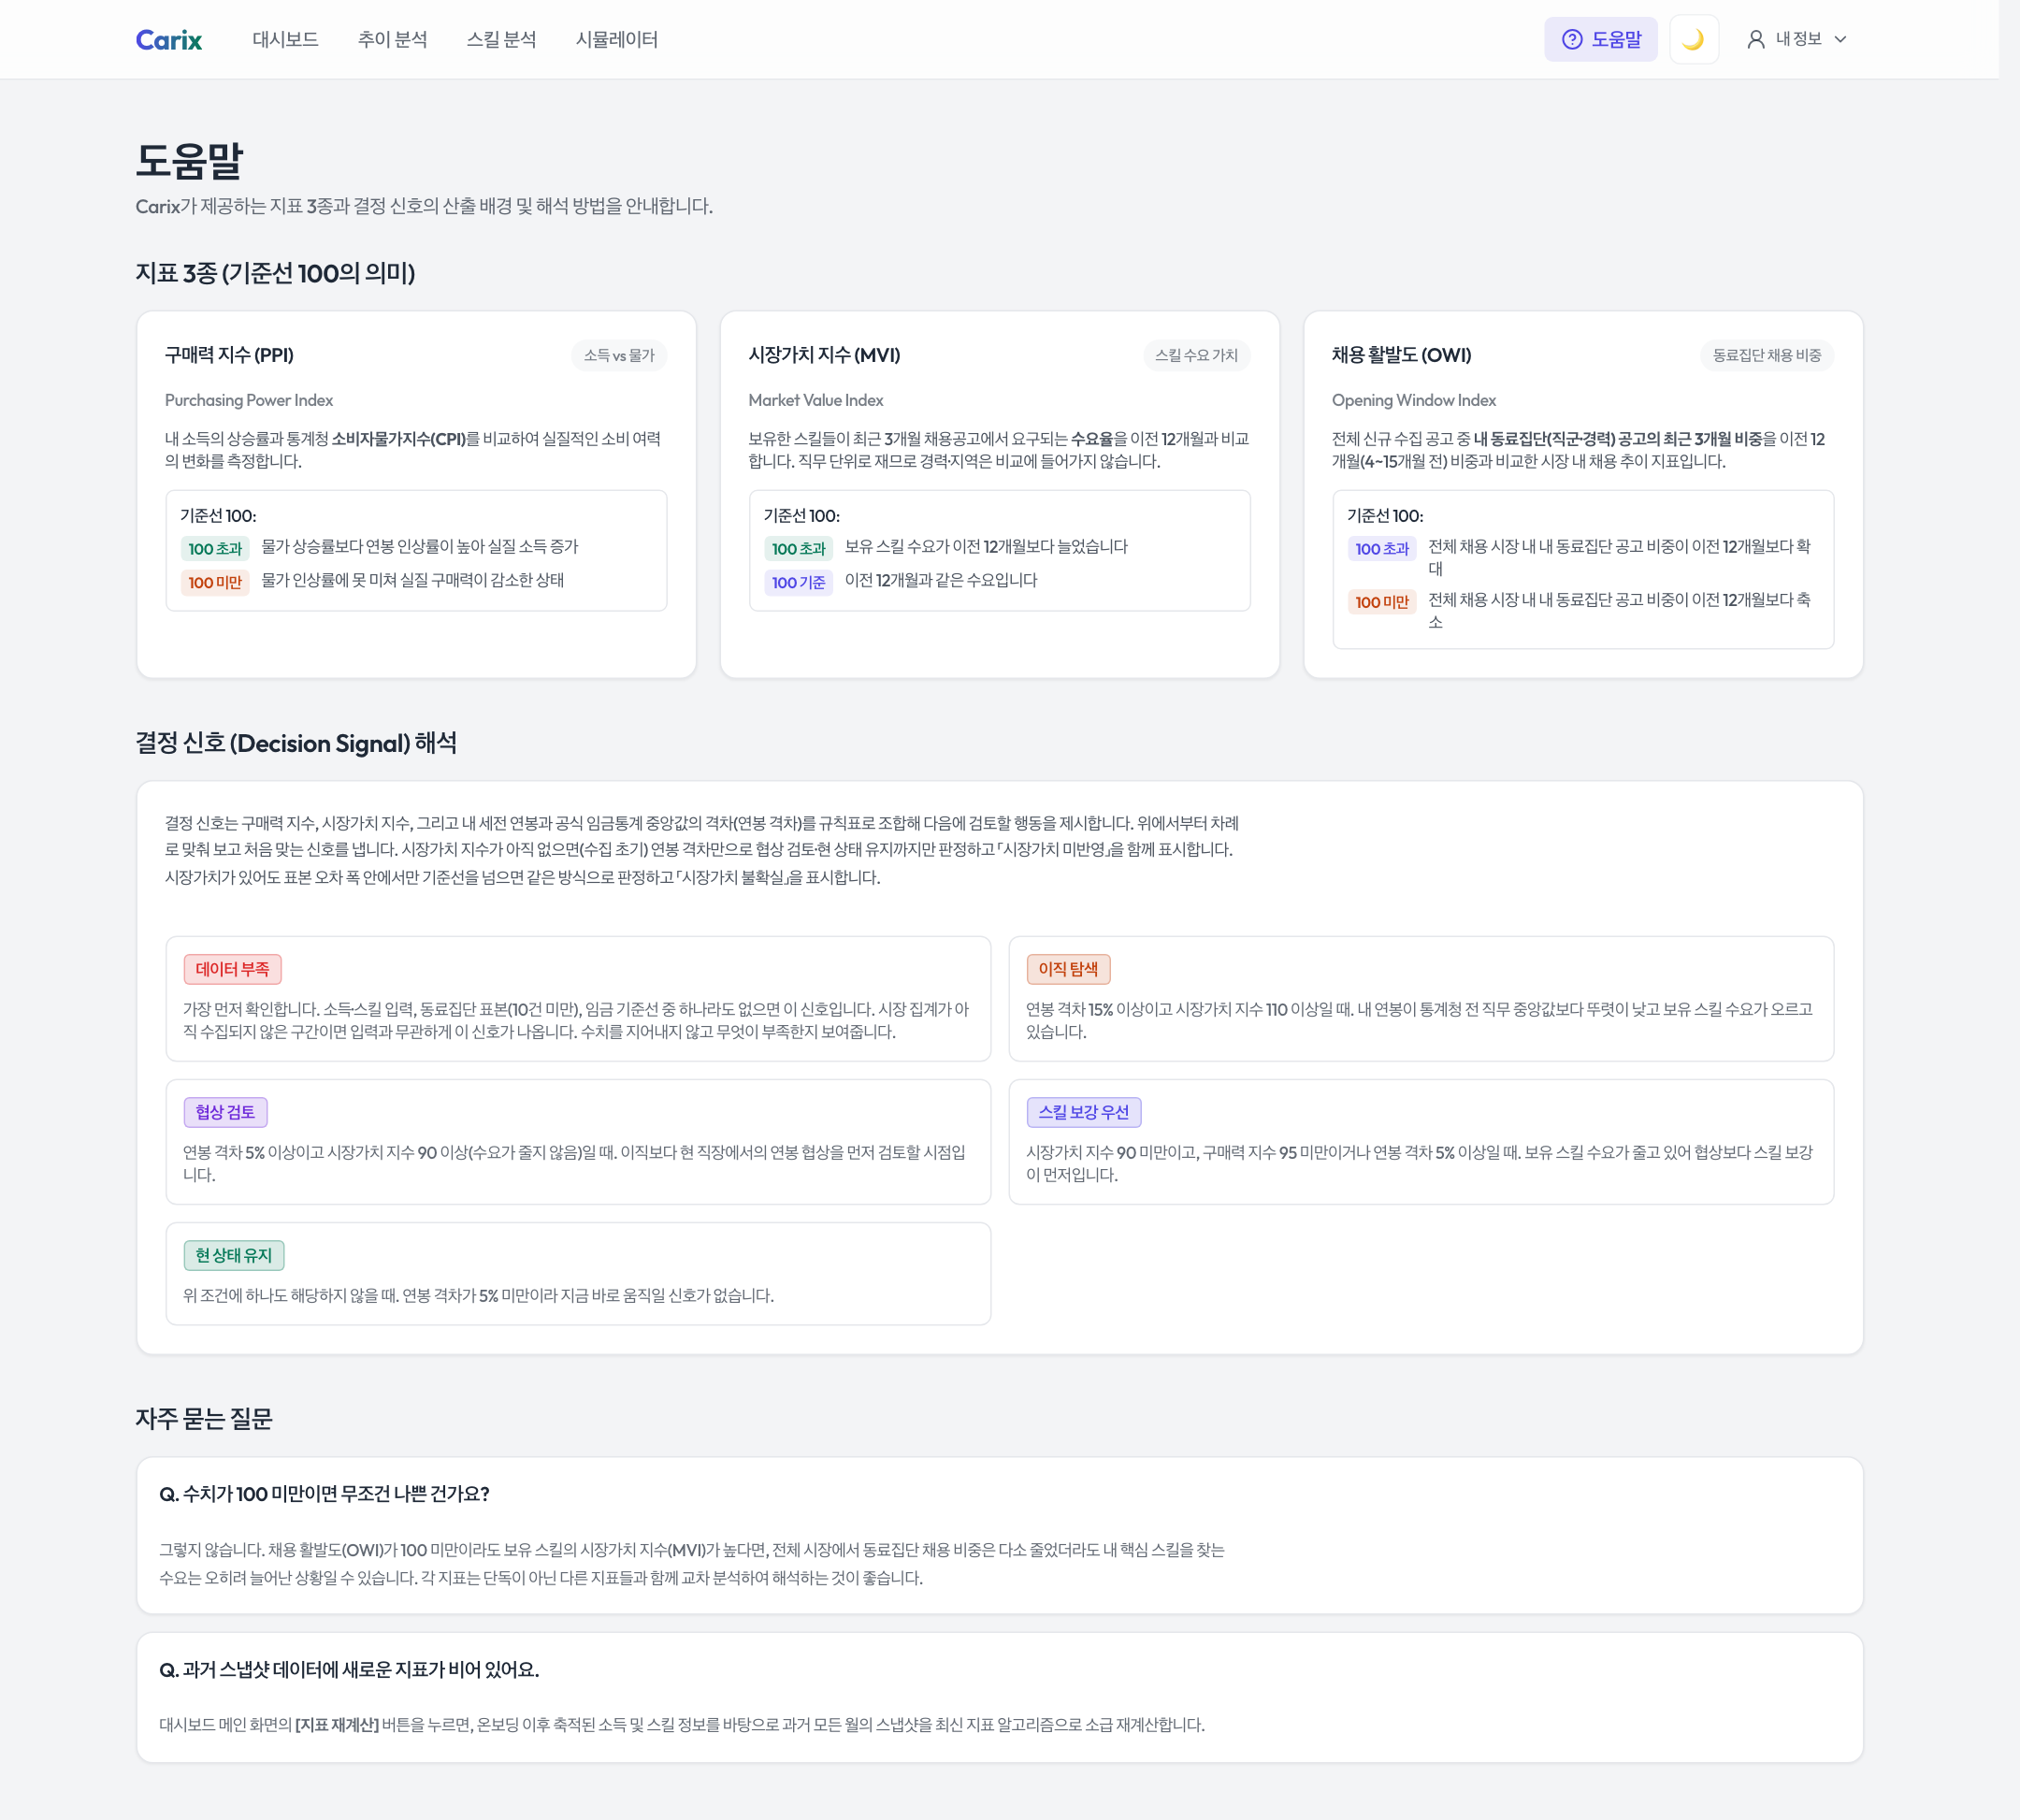 Carix
대시보드
추이 분석
스킬 분석
시뮬레이터
도움말
내 정보
도움말
Carix가 제공하는 지표 3종과 결정 신호의 산출 배경 및 해석 방법을 안내합니다.
지표 3종 (기준선 100의 의미)
구매력 지수 (PPI)
소득 vs 물가
Purchasing Power Index
내 소득의 상승률과 통계청 소비자물가지수(CPI)를 비교하여 실질적인 소비 여력
의 변화를 측정합니다.
기준선 100:
100 초과 물가 상승률보다 연봉 인상률이 높아 실질 소득 증가
100 미만 물가 인상률에 못 미쳐 실질 구매력이 감소한 상태
시장가치 지수 (MVI)
스킬 수요 가치
Market Value Index
보유한 스킬들이 최근 3개월 채용공고에서 요구되는 수요율을 이전 12개월과 비교
합니다. 직무 단위로 재므로 경력·지역은 비교에 들어가지 않습니다.
기준선 100:
100 초과 보유 스킬 수요가 이전 12개월보다 늘었습니다
100 기준 이전 12개월과 같은 수요입니다
채용 활발도 (OWI)
동료집단 채용 비중
Opening Window Index
전체 신규 수집 공고 중 내 동료집단(직군·경력) 공고의 최근 3개월 비중을 이전 12
개월(4~15개월 전) 비중과 비교한 시장 내 채용 추이 지표입니다.
기준선 100:
100 초과 전체 채용 시장 내 내 동료집단 공고 비중이 이전 12개월보다 확
대
100 미만 전체 채용 시장 내 내 동료집단 공고 비중이 이전 12개월보다 축
소
결정 신호 (Decision Signal) 해석
결정 신호는 구매력 지수, 시장가치 지수, 그리고 내 세전 연봉과 공식 임금통계 중앙값의 격차(연봉 격차)를 규칙표로 조합해 다음에 검토할 행동을 제시합니다. 위에서부터 차례
로 맞춰 보고 처음 맞는 신호를 냅니다. 시장가치 지수가 아직 없으면(수집 초기) 연봉 격차만으로 협상 검토·현 상태 유지까지만 판정하고 「시장가치 미반영」을 함께 표시합니다.
시장가치가 있어도 표본 오차 폭 안에서만 기준선을 넘으면 같은 방식으로 판정하고 「시장가치 불확실」을 표시합니다.
데이터 부족
가장 먼저 확인합니다. 소득·스킬 입력, 동료집단 표본(10건 미만), 임금 기준선 중 하나라도 없으면 이 신호입니다. 시장 집계가 아
직 수집되지 않은 구간이면 입력과 무관하게 이 신호가 나옵니다. 수치를 지어내지 않고 무엇이 부족한지 보여줍니다.
이직 탐색
연봉 격차 15% 이상이고 시장가치 지수 110 이상일 때. 내 연봉이 통계청 전 직무 중앙값보다 뚜렷이 낮고 보유 스킬 수요가 오르고
있습니다.
협상 검토
연봉 격차 5% 이상이고 시장가치 지수 90 이상(수요가 줄지 않음)일 때. 이직보다 현 직장에서의 연봉 협상을 먼저 검토할 시점입
니다.
스킬 보강 우선
시장가치 지수 90 미만이고, 구매력 지수 95 미만이거나 연봉 격차 5% 이상일 때. 보유 스킬 수요가 줄고 있어 협상보다 스킬 보강
이 먼저입니다.
현 상태 유지
위 조건에 하나도 해당하지 않을 때. 연봉 격차가 5% 미만이라 지금 바로 움직일 신호가 없습니다.
자주 묻는 질문
Q. 수치가 100 미만이면 무조건 나쁜 건가요?
그렇지 않습니다. 채용 활발도(OWI)가 100 미만이라도 보유 스킬의 시장가치 지수(MVI)가 높다면, 전체 시장에서 동료집단 채용 비중은 다소 줄었더라도 내 핵심 스킬을 찾는
수요는 오히려 늘어난 상황일 수 있습니다. 각 지표는 단독이 아닌 다른 지표들과 함께 교차 분석하여 해석하는 것이 좋습니다.
Q. 과거 스냅샷 데이터에 새로운 지표가 비어 있어요.
대시보드 메인 화면의 [지표 재계산] 버튼을 누르면, 온보딩 이후 축적된 소득 및 스킬 정보를 바탕으로 과거 모든 월의 스냅샷을 최신 지표 알고리즘으로 소급 재계산합니다.